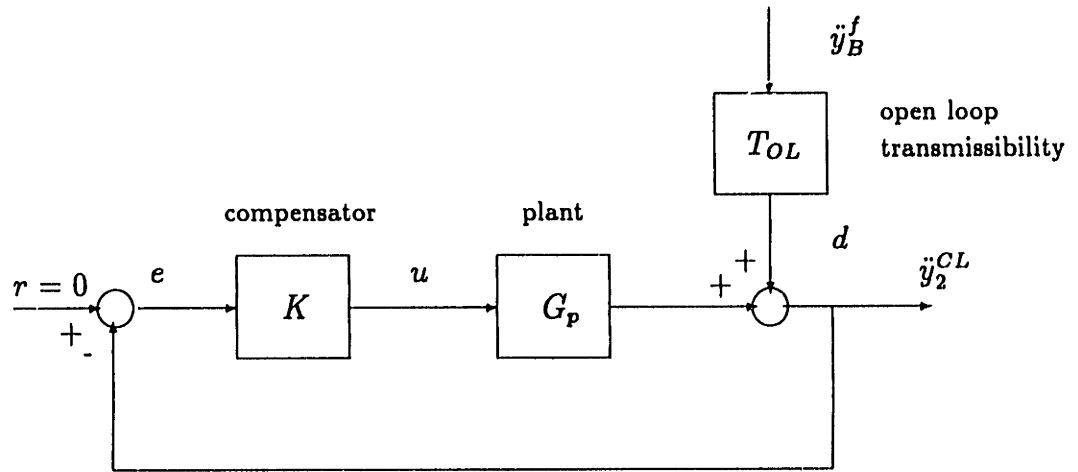 ÿ_B^f
open loop
transmissibility
T_OL
compensator
plant
d
r = 0
e
K
u
G_p
ÿ_2^CL
+
+
+
-